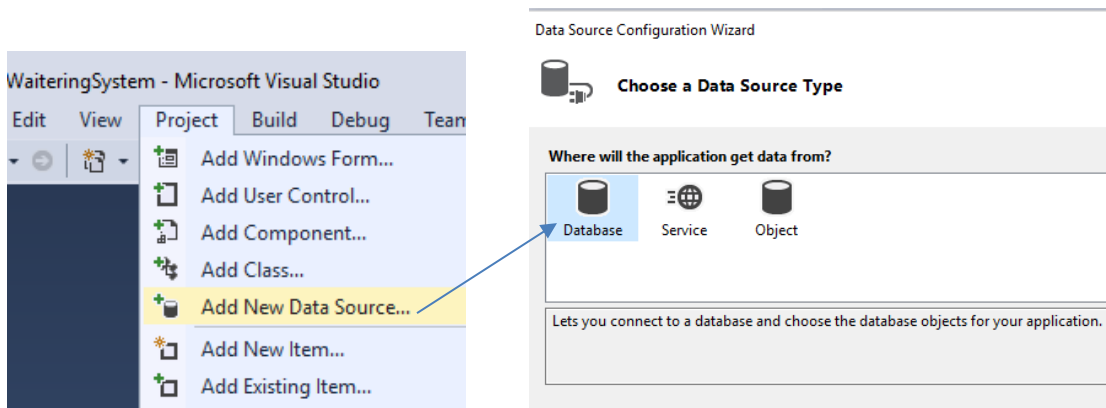 WaiteringSystem - Microsoft Visual Studio
Edit View Project Build Debug Team
Add Windows Form...
Add User Control...
Add Component...
Add Class...
Add New Data Source...
Add New Item...
Add Existing Item...
Data Source Configuration Wizard
Choose a Data Source Type
Where will the application get data from?
Database Service Object
Lets you connect to a database and choose the database objects for your application.